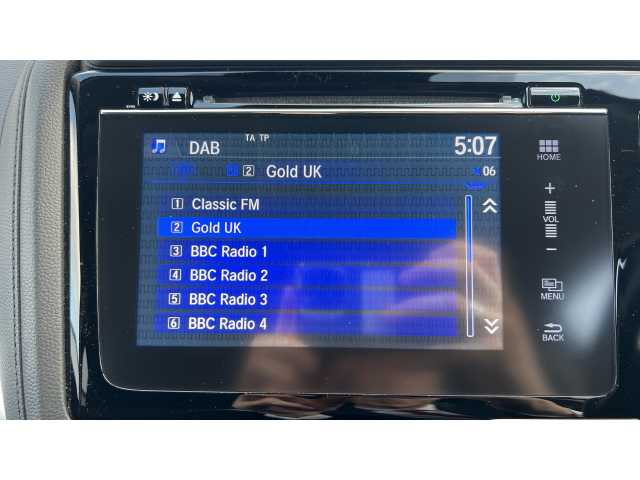 DAB
TA TP
5:07
HOME
2 Gold UK
06
1 Classic FM
2 Gold UK
VOL
3 BBC Radio 1
4 BBC Radio 2
5 BBC Radio 3
MENU
6 BBC Radio 4
BACK